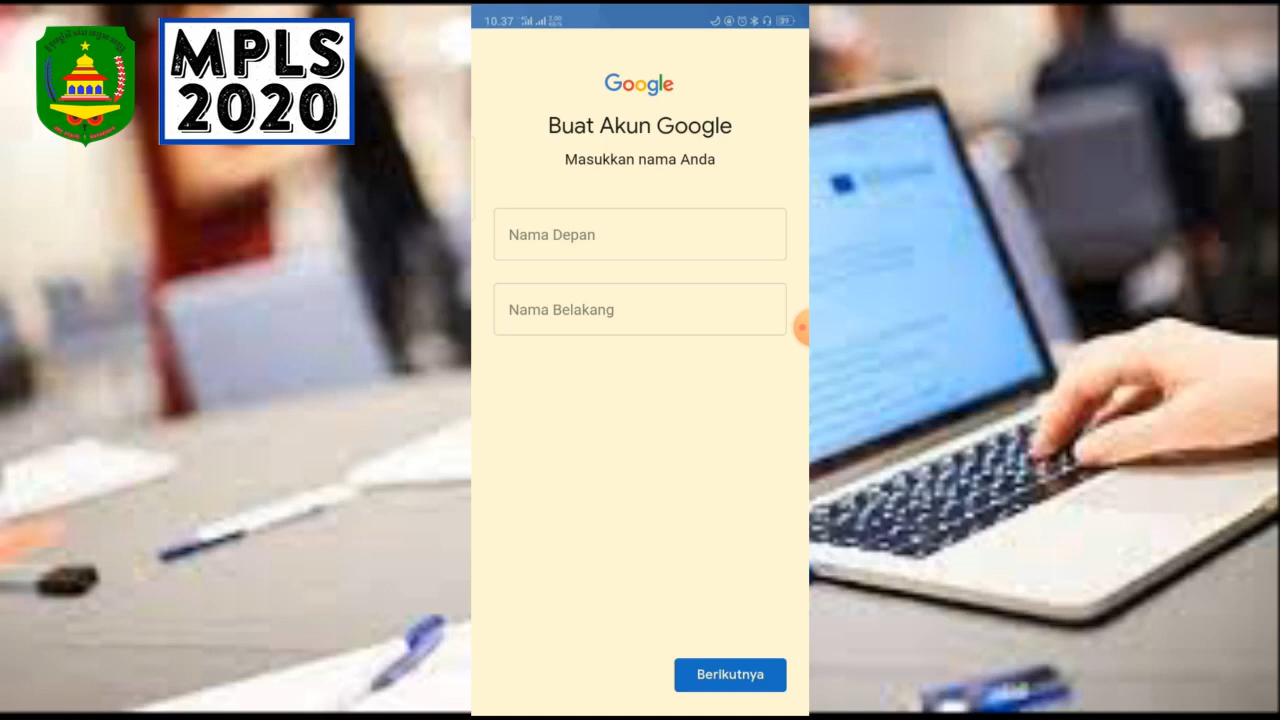 MPLS
2020
10.37
Google
Buat Akun Google
Masukkan nama Anda
Nama Depan
Nama Belakang
Berikutnya